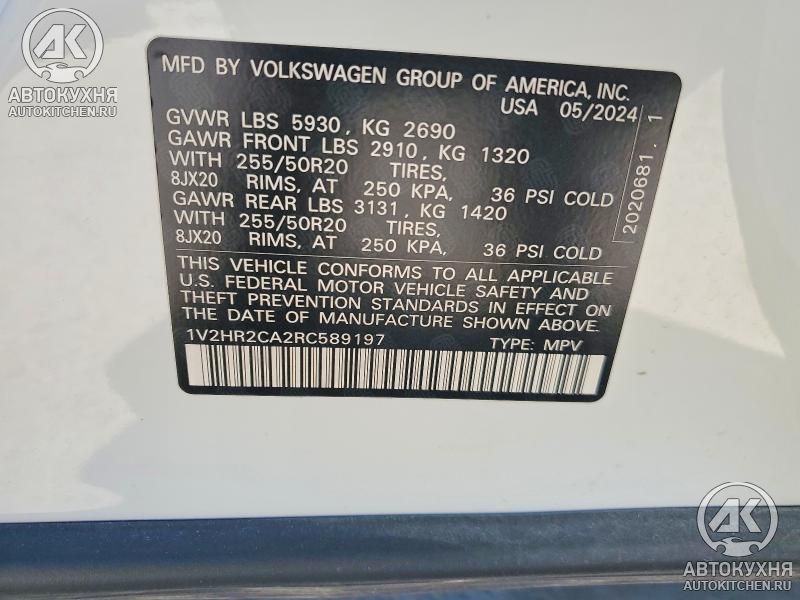 AK
АВТОКУХНЯ
AUTOKITCHEN.RU
MFD BY VOLKSWAGEN GROUP OF AMERICA, INC.
USA 05/2024
GVWR LBS 5930, KG 2690
GAWR FRONT LBS 2910, KG 1320
WITH 255/50R20 TIRES,
8JX20 RIMS, AT 250 KPA, 36 PSI COLD
GAWR REAR LBS 3131, KG 1420
WITH 255/50R20 TIRES,
8JX20 RIMS, AT 250 KPA, 36 PSI COLD
2020681.1
THIS VEHICLE CONFORMS TO ALL APPLICABLE
U.S. FEDERAL MOTOR VEHICLE SAFETY AND
THEFT PREVENTION STANDARDS IN EFFECT ON
THE DATE OF MANUFACTURE SHOWN ABOVE.
1V2HR2CA2RC589197 TYPE: MPV
AK
АВТОКУХНЯ
AUTOKITCHEN.RU